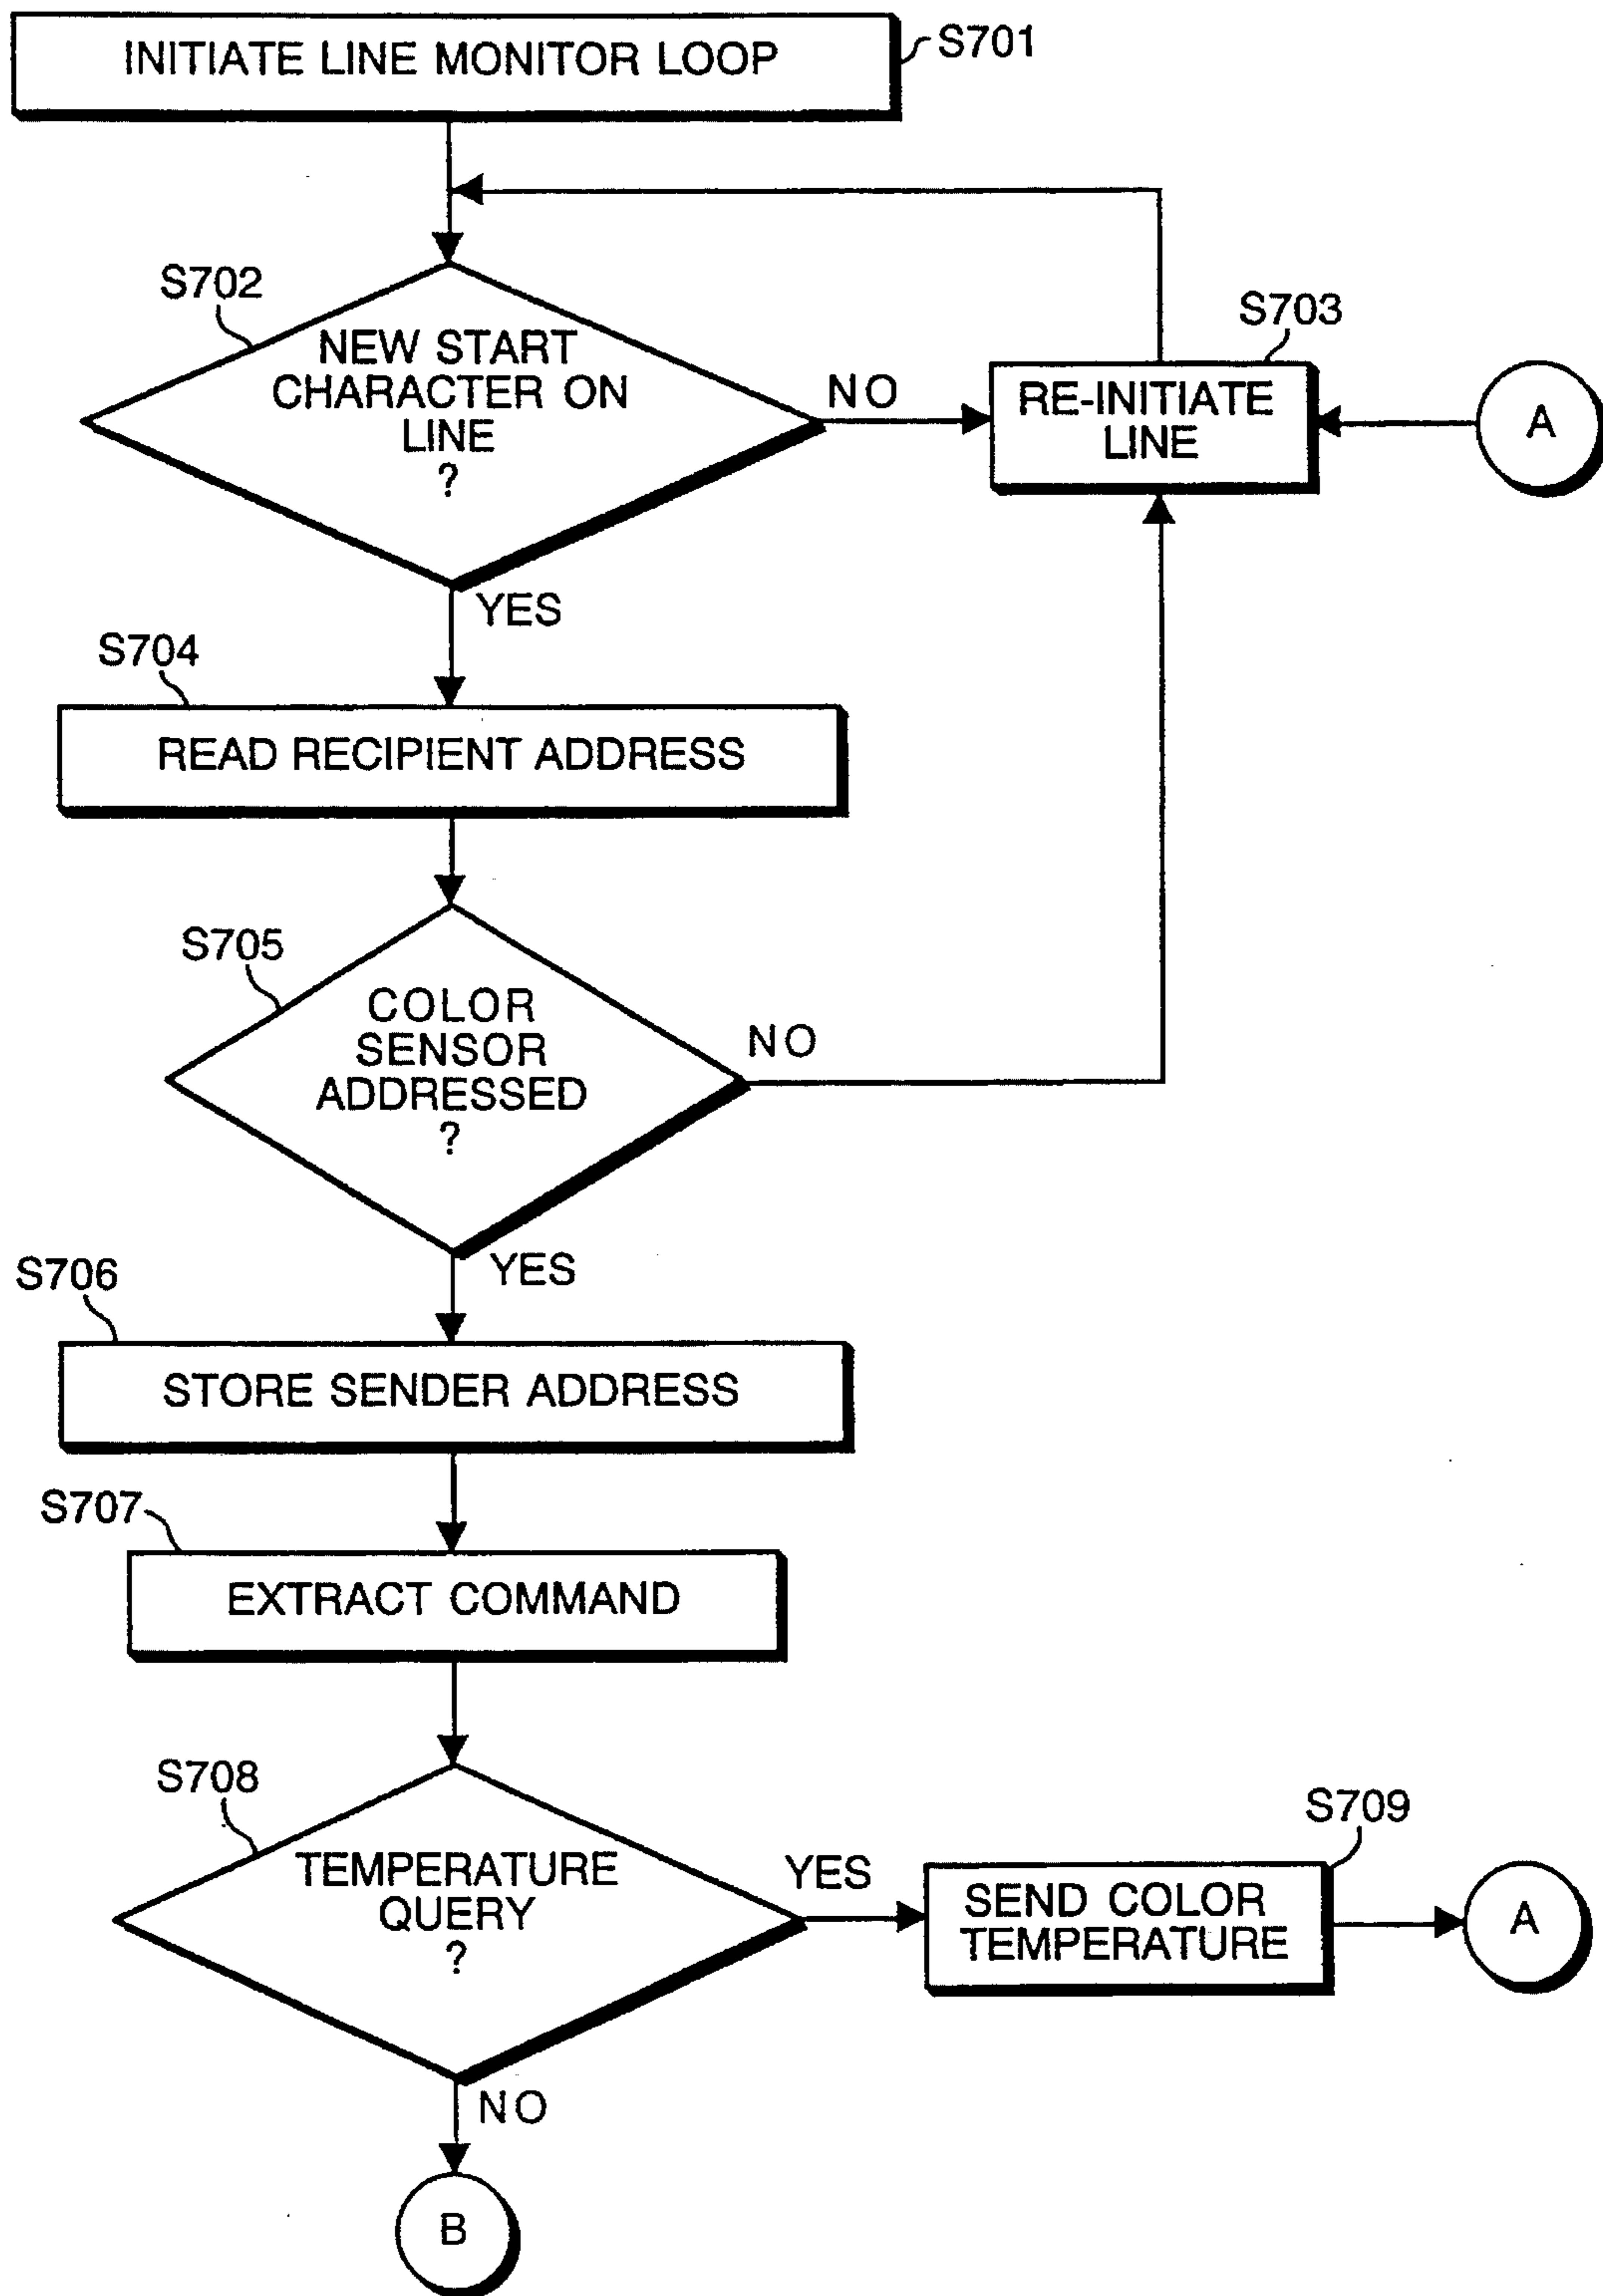 INITIATE LINE MONITOR LOOP
S701
S702
NEW START
CHARACTER ON
LINE
?
NO
S703
RE-INITIATE
LINE
A
YES
S704
READ RECIPIENT ADDRESS
S705
COLOR
SENSOR
ADDRESSED
?
NO
YES
S706
STORE SENDER ADDRESS
S707
EXTRACT COMMAND
S708
TEMPERATURE
QUERY
?
YES
S709
SEND COLOR
TEMPERATURE
A
NO
B